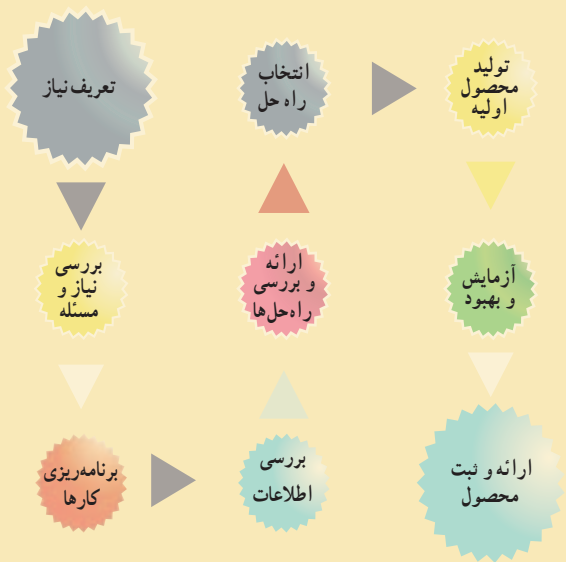 تعریف نیاز
بررسی
نیاز و
مسئله
برنامه‌ریزی
کارها
بررسی
اطلاعات
ارائه
و بررسی
راه‌حل‌ها
انتخاب
راه حل
تولید
محصول
اولیه
آزمایش
و بهبود
ارائه و ثبت
محصول